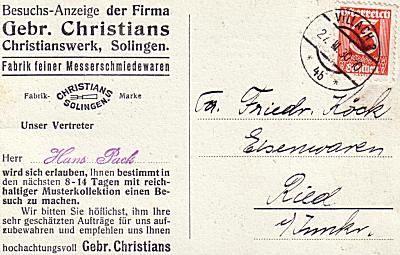 Besuchs-Anzeige der Firma
Gebr. Christians
Christianswerk, Solingen.
Fabrik feiner Messerschmiedewaren
Fabrik- CHRISTIANS SOLINGEN. Marke
Unser Vertreter
Herr Hans Pack
wird sich erlauben, Ihnen bestimmt in
den nächsten 8-14 Tagen mit reich-
haltiger Musterkollektion einen Be-
such zu machen.
Wir bitten Sie höflichst, ihm Ihre
sehr geschätzten Aufträge für uns auf-
zubewahren und empfehlen uns Ihnen
hochachtungsvoll Gebr. Christians
VILLACH
* 4b *
Österreich
Fa. Friedr. Köck
Eisenwaren
Ried
i/Innkr.